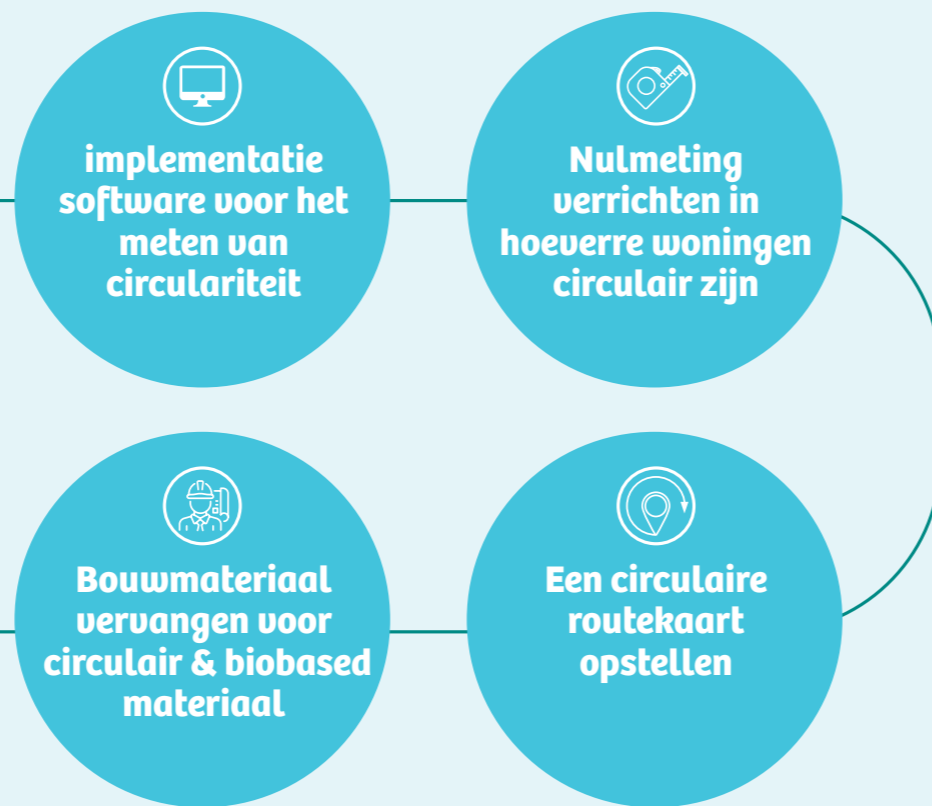 implementatie
software voor het
meten van
circulariteit
Nulmeting
verrichten in
hoeverre woningen
circulair zijn
Een circulaire
routekaart
opstellen
Bouwmateriaal
vervangen voor
circulair & biobased
materiaal